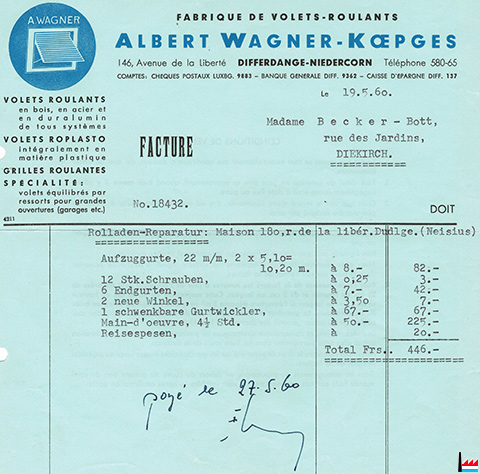 A.WAGNER
FABRIQUE DE VOLETS-ROULANTS
ALBERT WAGNER-KŒPGES
146, Avenue de la liberté DIFFERDANGE-NIEDERCORN Téléphone 580-65
COMPTES: CHEQUES POSTAUX LUXBG. 9883 – BANQUE GENERALE DIFF. 9362 – CAISSE D'EPARGNE DIFF. 137
Le 19.5.60.
VOLETS ROULANTS
en bois, en acier et
en duralumin
de tous systèmes
VOLETS ROPLASTO
intégralement en
matière plastique
GRILLES ROULANTES
SPÉCIALITÉ:
volets équilibrés par
ressorts pour grandes
ouvertures (garages etc.)
4211
Madame Becker-Bott,
rue des Jardins,
DIEKIRCH.
FACTURE
No.18432.
DOIT
Rolladen-Reparatur: Maison 180,r.de la libér.Dudlge.(Neisius)
Aufzuggurte, 22 m/m, 2 x 5,10=
10,20 m. à 8.- 82.-
12 Stk.Schrauben, à 0,25 3.-
6 Endgurten, à 7.- 42.-
2 neue Winkel, à 3,50 7.-
1 schwenkbare Gurtwickler, à 67.- 67.-
Main-d'oeuvre, 4½ Std. à 50.- 225.-
Reisespesen, à 20.-
Total Frs.. 446.-
payé le 27.5.60